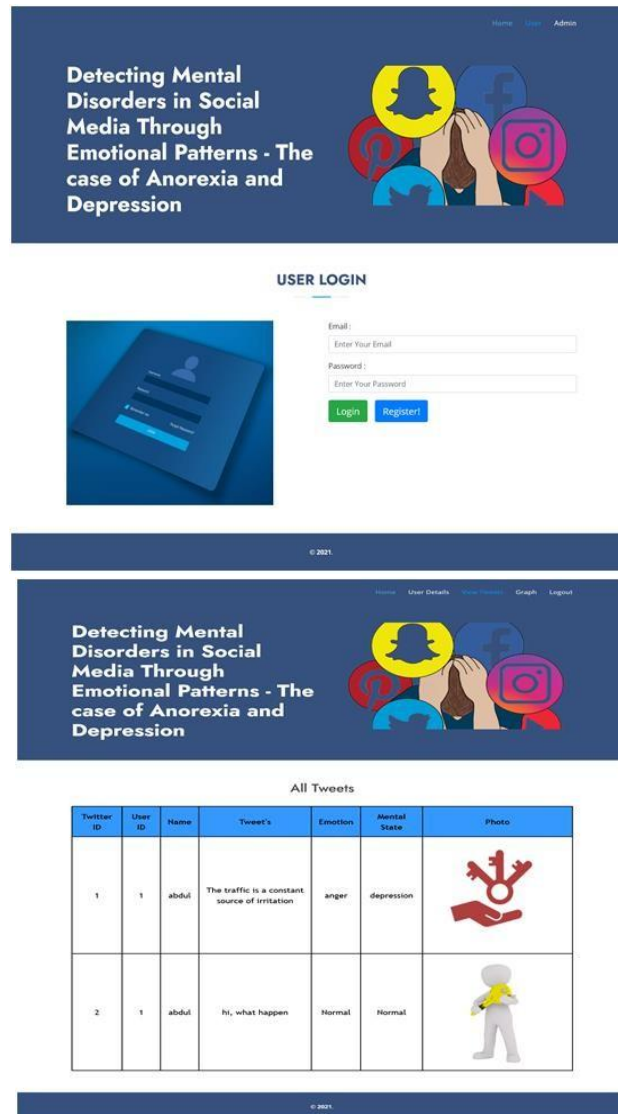 Home User Admin
Detecting Mental
Disorders in Social
Media Through
Emotional Patterns - The
case of Anorexia and
Depression
USER LOGIN
Email :
Enter Your Email
Password :
Enter Your Password
Login Register!
© 2021.
Home User Details View Tweets Graph Logout
Detecting Mental
Disorders in Social
Media Through
Emotional Patterns - The
case of Anorexia and
Depression
All Tweets
Twitter ID User ID Name Tweet's Emotion Mental State Photo
1 1 abdul The traffic is a constant source of irritation anger depression
2 1 abdul hi, what happen Normal Normal
© 2021.